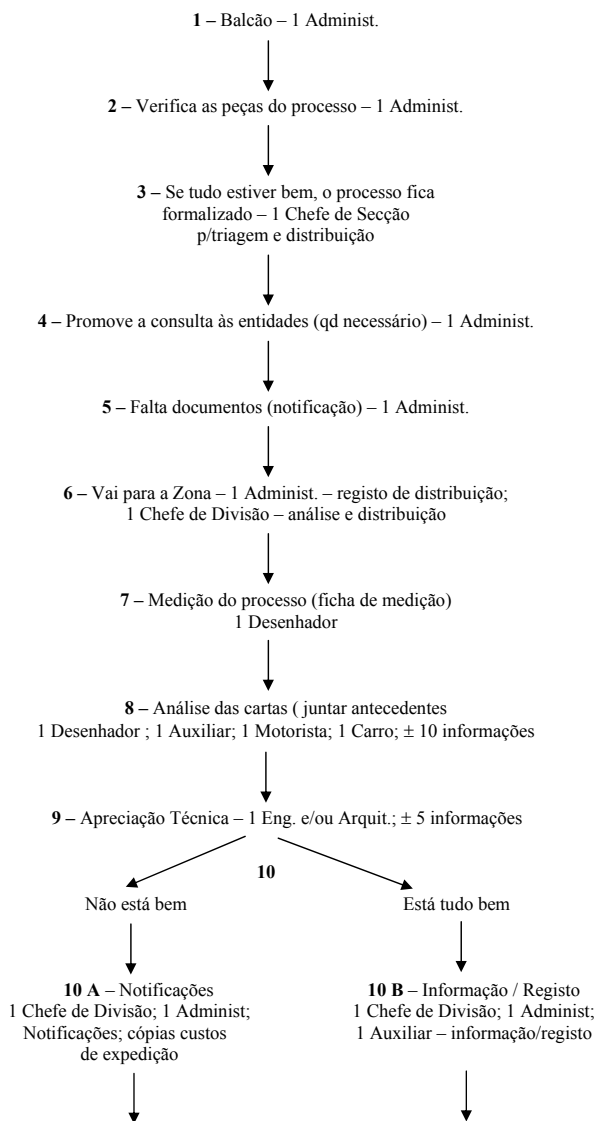 1 – Balcão – 1 Administ.
2 – Verifica as peças do processo – 1 Administ.
3 – Se tudo estiver bem, o processo fica
formalizado – 1 Chefe de Secção
p/triagem e distribuição
4 – Promove a consulta às entidades (qd necessário) – 1 Administ.
5 – Falta documentos (notificação) – 1 Administ.
6 – Vai para a Zona – 1 Administ. – registo de distribuição;
1 Chefe de Divisão – análise e distribuição
7 – Medição do processo (ficha de medição)
1 Desenhador
8 – Análise das cartas ( juntar antecedentes
1 Desenhador ; 1 Auxiliar; 1 Motorista; 1 Carro; ± 10 informações
9 – Apreciação Técnica – 1 Eng. e/ou Arquit.; ± 5 informações
10
Não está bem
Está tudo bem
10 A – Notificações
1 Chefe de Divisão; 1 Administ;
Notificações; cópias custos
de expedição
10 B – Informação / Registo
1 Chefe de Divisão; 1 Administ;
1 Auxiliar – informação/registo